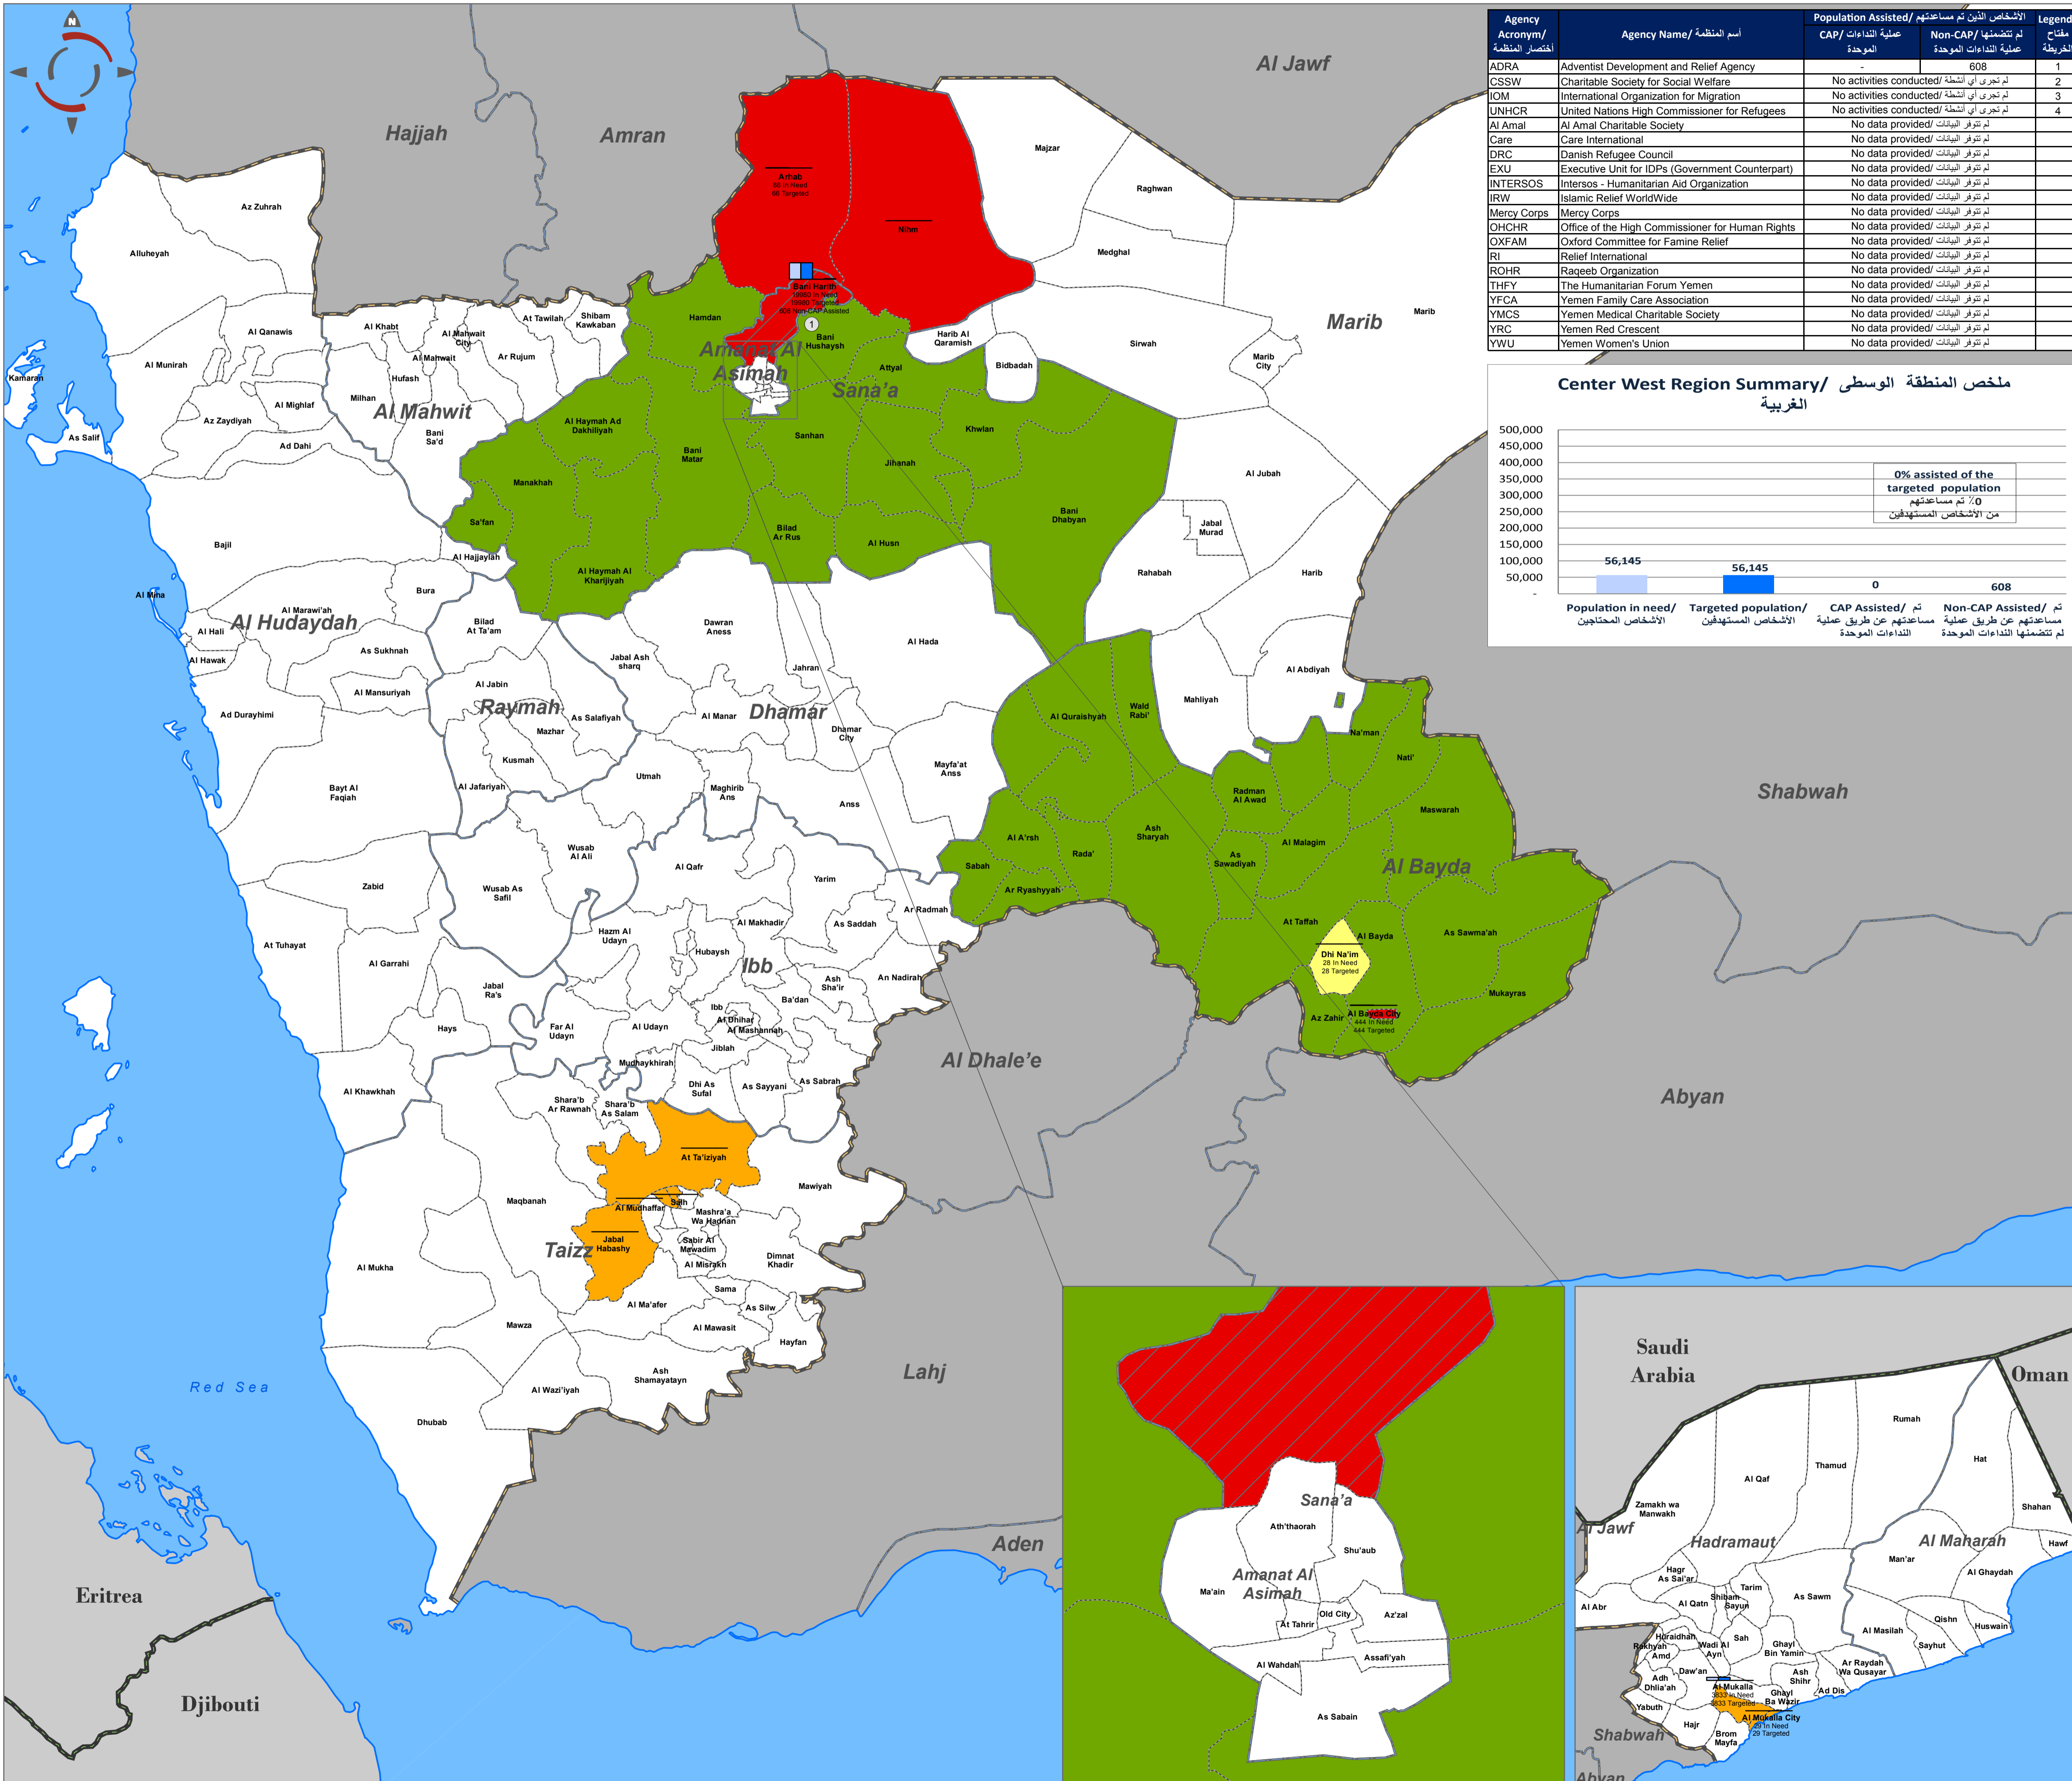 N
Agency Acronym/ أختصار المنظمة
Agency Name/ أسم المنظمة
Population Assisted/ الأشخاص الذين تم مساعدتهم
CAP/ عملية النداءات الموحدة
Non-CAP/ لم تتضمنها عملية النداءات الموحدة
Legend مفتاح الخريطة
ADRA Adventist Development and Relief Agency - 608 1
CSSW Charitable Society for Social Welfare No activities conducted/ لم تجرى أي أنشطة 2
IOM International Organization for Migration No activities conducted/ لم تجرى أي أنشطة 3
UNHCR United Nations High Commissioner for Refugees No activities conducted/ لم تجرى أي أنشطة 4
Al Amal Al Amal Charitable Society No data provided/ لم تتوفر البيانات
Care Care International No data provided/ لم تتوفر البيانات
DRC Danish Refugee Council No data provided/ لم تتوفر البيانات
EXU Executive Unit for IDPs (Government Counterpart) No data provided/ لم تتوفر البيانات
INTERSOS Intersos - Humanitarian Aid Organization No data provided/ لم تتوفر البيانات
IRW Islamic Relief WorldWide No data provided/ لم تتوفر البيانات
Mercy Corps Mercy Corps No data provided/ لم تتوفر البيانات
OHCHR Office of the High Commissioner for Human Rights No data provided/ لم تتوفر البيانات
OXFAM Oxford Committee for Famine Relief No data provided/ لم تتوفر البيانات
RI Relief International No data provided/ لم تتوفر البيانات
ROHR Raqeeb Organization No data provided/ لم تتوفر البيانات
THFY The Humanitarian Forum Yemen No data provided/ لم تتوفر البيانات
YFCA Yemen Family Care Association No data provided/ لم تتوفر البيانات
YMCS Yemen Medical Charitable Society No data provided/ لم تتوفر البيانات
YRC Yemen Red Crescent No data provided/ لم تتوفر البيانات
YWU Yemen Women's Union No data provided/ لم تتوفر البيانات
Center West Region Summary/ ملخص المنطقة الوسطى
الغربية
500,000
450,000
400,000
350,000
300,000
250,000
200,000
150,000
100,000
50,000
-
0% assisted of the
targeted population
0٪ تم مساعدتهم
من الأشخاص المستهدفين
56,145
56,145
0
608
Population in need/
الأشخاص المحتاجين
Targeted population/
الأشخاص المستهدفين
CAP Assisted/ تم
مساعدتهم عن طريق عملية
النداءات الموحدة
Non-CAP Assisted/ تم
مساعدتهم عن طريق عملية
لم تتضمنها النداءات الموحدة
Al Jawf
Hajjah
Amran
Marib
Al Mahwit
Amanat Al
Asimah
Sana'a
Al Hudaydah
Raymah
Dhamar
Shabwah
Al Bayda
Ibb
Al Dhale'e
Abyan
Taizz
Lahj
Aden
Red Sea
Eritrea
Djibouti
Majzar
Raghwan
Medghal
Marib
Sirwah
Marib
City
Harib Al
Qaramish
Bidbadah
Al Jubah
Jabal
Murad
Rahabah
Harib
Al Abdiyah
Mahliyah
Arhab
66 In Need
66 Targeted
Nihm
Bani Harith
19980 In Need
19980 Targeted
608 Non-CAP Assisted
1
Az Zuhrah
Alluheyah
Al Qanawis
Al Munirah
Kamaran
Al Mighlaf
Az Zaydiyah
As Salif
Ad Dahi
Bajil
Al Hajjaylah
Bura
Al Mina
Al Marawi'ah
Al Hali
Al Hawak
As Sukhnah
Al Mansuriyah
Ad Durayhimi
Bayt Al
Faqiah
Zabid
At Tuhayat
Al Garrahi
Jabal
Ra's
Hays
Al Khawkhah
Al Khabt
Al Mahwait
City
At Tawilah
Shibam
Kawkaban
Al Mahwait
Ar Rujum
Hufash
Milhan
Bani
Sa'd
Hamdan
Bani
Hushaysh
Attyal
Al Haymah Ad
Dakhiliyah
Bani
Matar
Sanhan
Khwlan
Jihanah
Manakhah
Sa'fan
Bilad
Ar Rus
Al Husn
Bani
Dhabyan
Al Haymah Al
Kharijiyah
Bilad
At Ta'am
Al Jabin
As Salafiyah
Mazhar
Kusmah
Al Jafariyah
Dawran
Aness
Al Hada
Jabal Ash
sharq
Jahran
Al Manar
Dhamar
City
Utmah
Maghirib
Ans
Anss
Mayfa'at
Anss
Wusab
Al Ali
Wusab As
Safil
Al Quraishyah
Wald
Rabi'
Na'man
Nati'
Radman
Al Awad
Maswarah
Al A'rsh
Ash
Sharyah
Rada'
Al Malagim
As
Sawadiyah
Sabah
Ar Ryashyyah
At Taffah
Al Bayda
As Sawma'ah
Dhi Na'im
28 In Need
28 Targeted
Mukayras
Az Zahir
Al Bayda City
444 In Need
444 Targeted
Al Qafr
Yarim
Ar Radmah
Al Makhadir
As Saddah
Hazm Al
Udayn
Hubaysh
An Nadirah
Ash
Sha'ir
Ba'dan
Ibb
Al Dhihar
Al Mashannah
Far Al
Udayn
Al Udayn
Jiblah
Mudhaykhirah
Dhi As
Sufal
As Sayyani
As Sabrah
Shara'b
Ar Rawnah
Shara'b
As Salam
At Ta'iziyah
Mawiyah
Maqbanah
Salh
Al Mudhaffar
Mashra'a
Wa Hadnan
Jabal
Habashy
Sabir Al
Mawadim
Dimnat
Khadir
Al Misrakh
Al Mukha
Sama
Al Ma'afer
As Silw
Mawza
Al Mawasit
Hayfan
Ash
Shamayatayn
Al Wazi'iyah
Dhubab
Sana'a
Ath'thaorah
Shu'aub
Amanat Al
Asimah
Ma'ain
Old City
Az'zal
At Tahrir
Al Wahdah
Assafi'yah
As Sabain
Saudi
Arabia
Oman
Rumah
Hat
Thamud
Al Qaf
Zamakh wa
Manwakh
Shahan
Al Jawf
Hadramaut
Al Maharah
Hawf
Man'ar
Hagr
As Sai'ar
Al Ghaydah
Tarim
As Sawm
Shibam
Sayun
Al Abr
Al Qatn
Qishn
Huswain
Al Masilah
Sayhut
Huraidhah
Rakhyah
Amd
Wadi Al
Ayn
Sah
Ghayl
Bin Yamin
Ar Raydah
Wa Qusayar
Daw'an
Adh
Dhlia'ah
Ash
Shihr
Al Mukalla
3833 In Need
3833 Targeted
Ghayl
Ba Wazir
Ad Dis
Yabuth
Al Mukalla City
29 In Need
29 Targeted
Hajr
Brom
Mayfa
Shabwah
Abyan